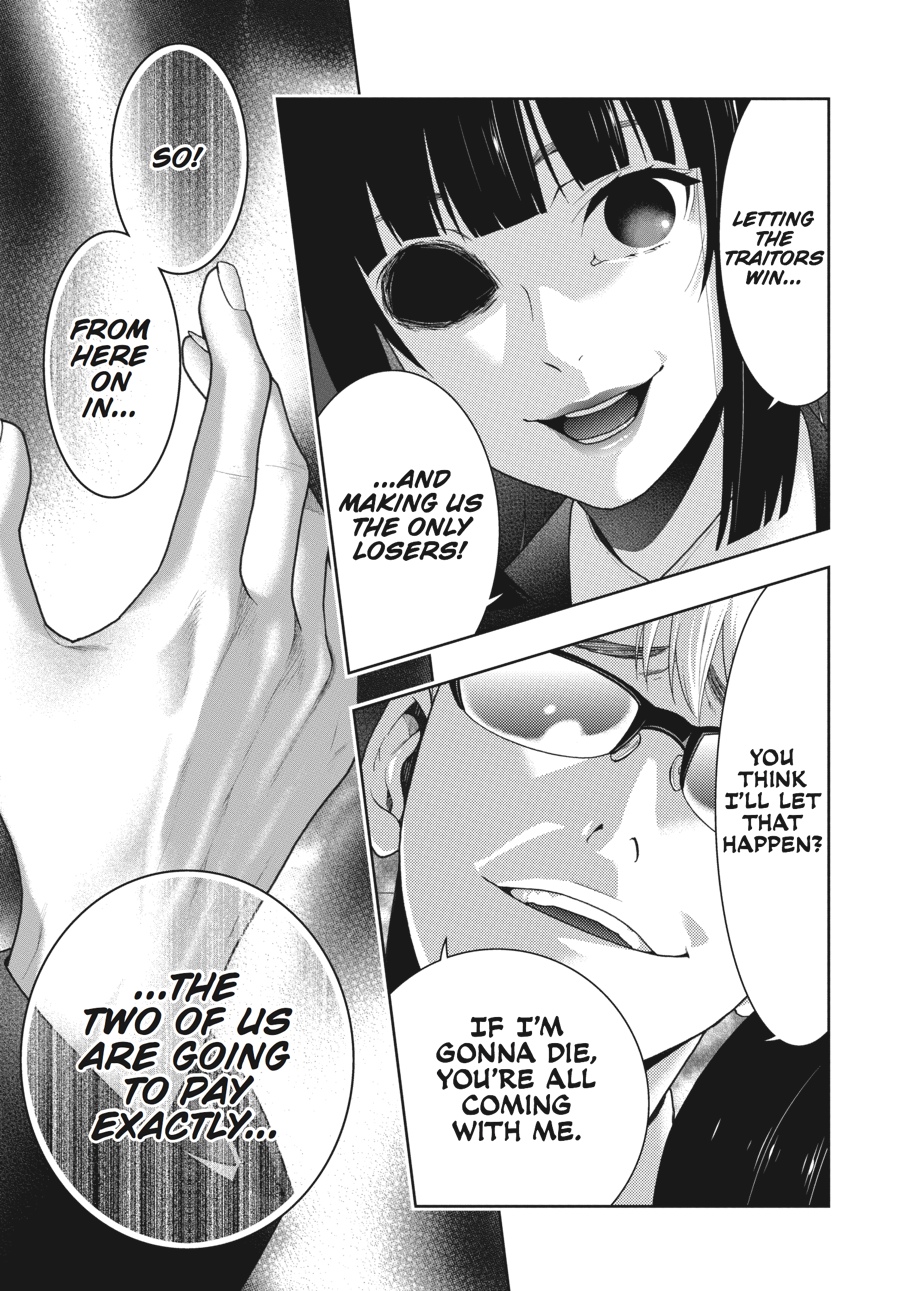 LETTING
THE
TRAITORS
WIN...
...AND
MAKING US
THE ONLY
LOSERS!
YOU
THINK
I'LL LET
THAT
HAPPEN?
IF I'M
GONNA DIE,
YOU'RE ALL
COMING
WITH ME.
SO!
FROM
HERE
ON
IN...
...THE
TWO OF US
ARE GOING
TO PAY
EXACTLY...